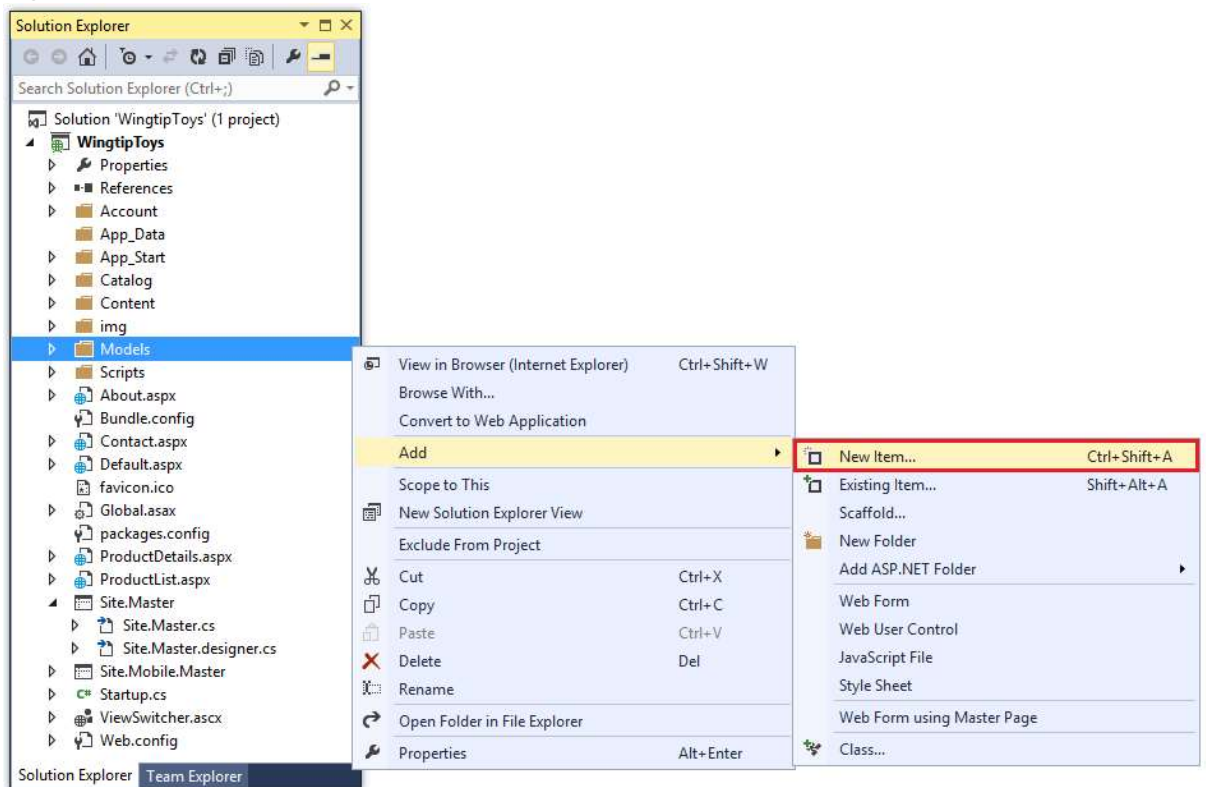 Solution Explorer
Search Solution Explorer (Ctrl+;)
Solution 'WingtipToys' (1 project)
WingtipToys
Properties
References
Account
App_Data
App_Start
Catalog
Content
img
Models
Scripts
About.aspx
Bundle.config
Contact.aspx
Default.aspx
favicon.ico
Global.asax
packages.config
ProductDetails.aspx
ProductList.aspx
Site.Master
Site.Master.cs
Site.Master.designer.cs
Site.Mobile.Master
C# Startup.cs
ViewSwitcher.ascx
Web.config
Solution Explorer Team Explorer
View in Browser (Internet Explorer) Ctrl+Shift+W
Browse With...
Convert to Web Application
Add
Scope to This
New Solution Explorer View
Exclude From Project
Cut Ctrl+X
Copy Ctrl+C
Paste Ctrl+V
Delete Del
Rename
Open Folder in File Explorer
Properties Alt+Enter
New Item... Ctrl+Shift+A
Existing Item... Shift+Alt+A
Scaffold...
New Folder
Add ASP.NET Folder
Web Form
Web User Control
JavaScript File
Style Sheet
Web Form using Master Page
Class...